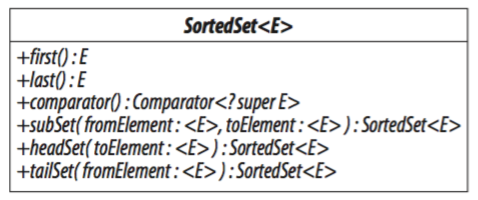 SortedSet<E>
+first() : E
+last() : E
+comparator() : Comparator<? super E>
+subSet( fromElement : <E>, toElement : <E> ) : SortedSet<E>
+headSet( toElement : <E> ) : SortedSet<E>
+tailSet( fromElement : <E> ) : SortedSet<E>